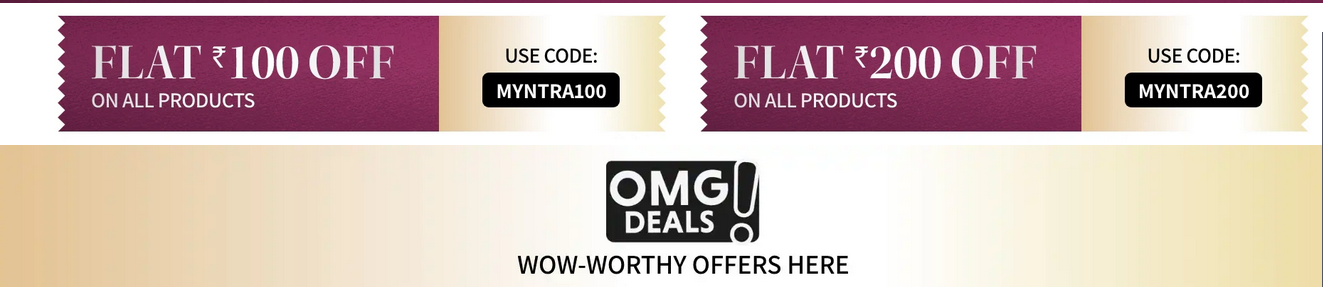 FLAT ₹100 OFF
ON ALL PRODUCTS
USE CODE:
MYNTRA100
FLAT ₹200 OFF
ON ALL PRODUCTS
USE CODE:
MYNTRA200
OMG!
DEALS
WOW-WORTHY OFFERS HERE